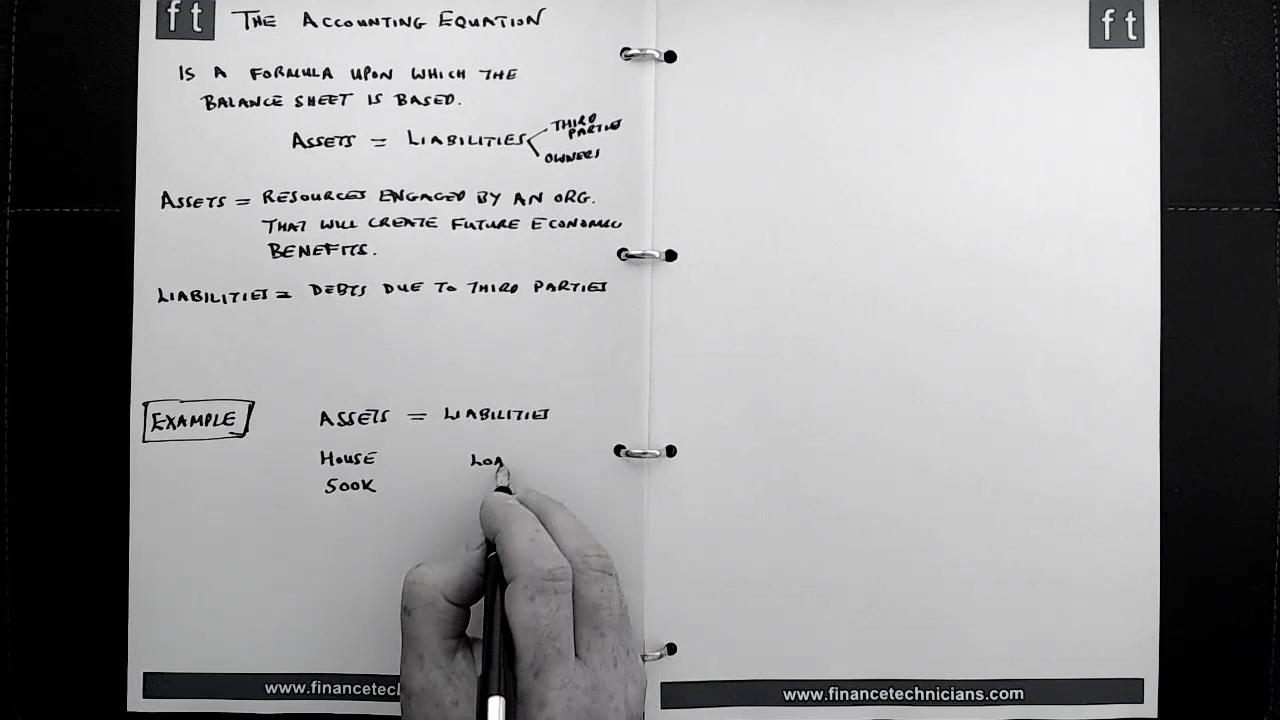 ft THE ACCOUNTING EQUATION
IS A FORMULA UPON WHICH THE
BALANCE SHEET IS BASED.
ASSETS = LIABILITIES
THIRD
PARTIES
OWNERS
ASSETS = RESOURCES ENGAGED BY AN ORG.
THAT WILL CREATE FUTURE ECONOMIC
BENEFITS.
LIABILITIES = DEBTS DUE TO THIRD PARTIES
EXAMPLE
ASSETS = LIABILITIES
HOUSE LOA
500K
www.financetec
ft
www.financetechnicians.com